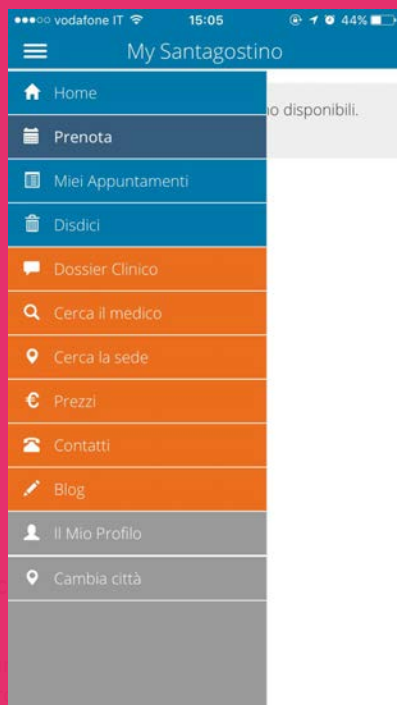 vodafone IT 15:05 44%
My Santagostino
Home
disponibili.
Prenota
Miei Appuntamenti
Disdici
Dossier Clinico
Cerca il medico
Cerca la sede
€ Prezzi
Contatti
Blog
Il Mio Profilo
Cambia città